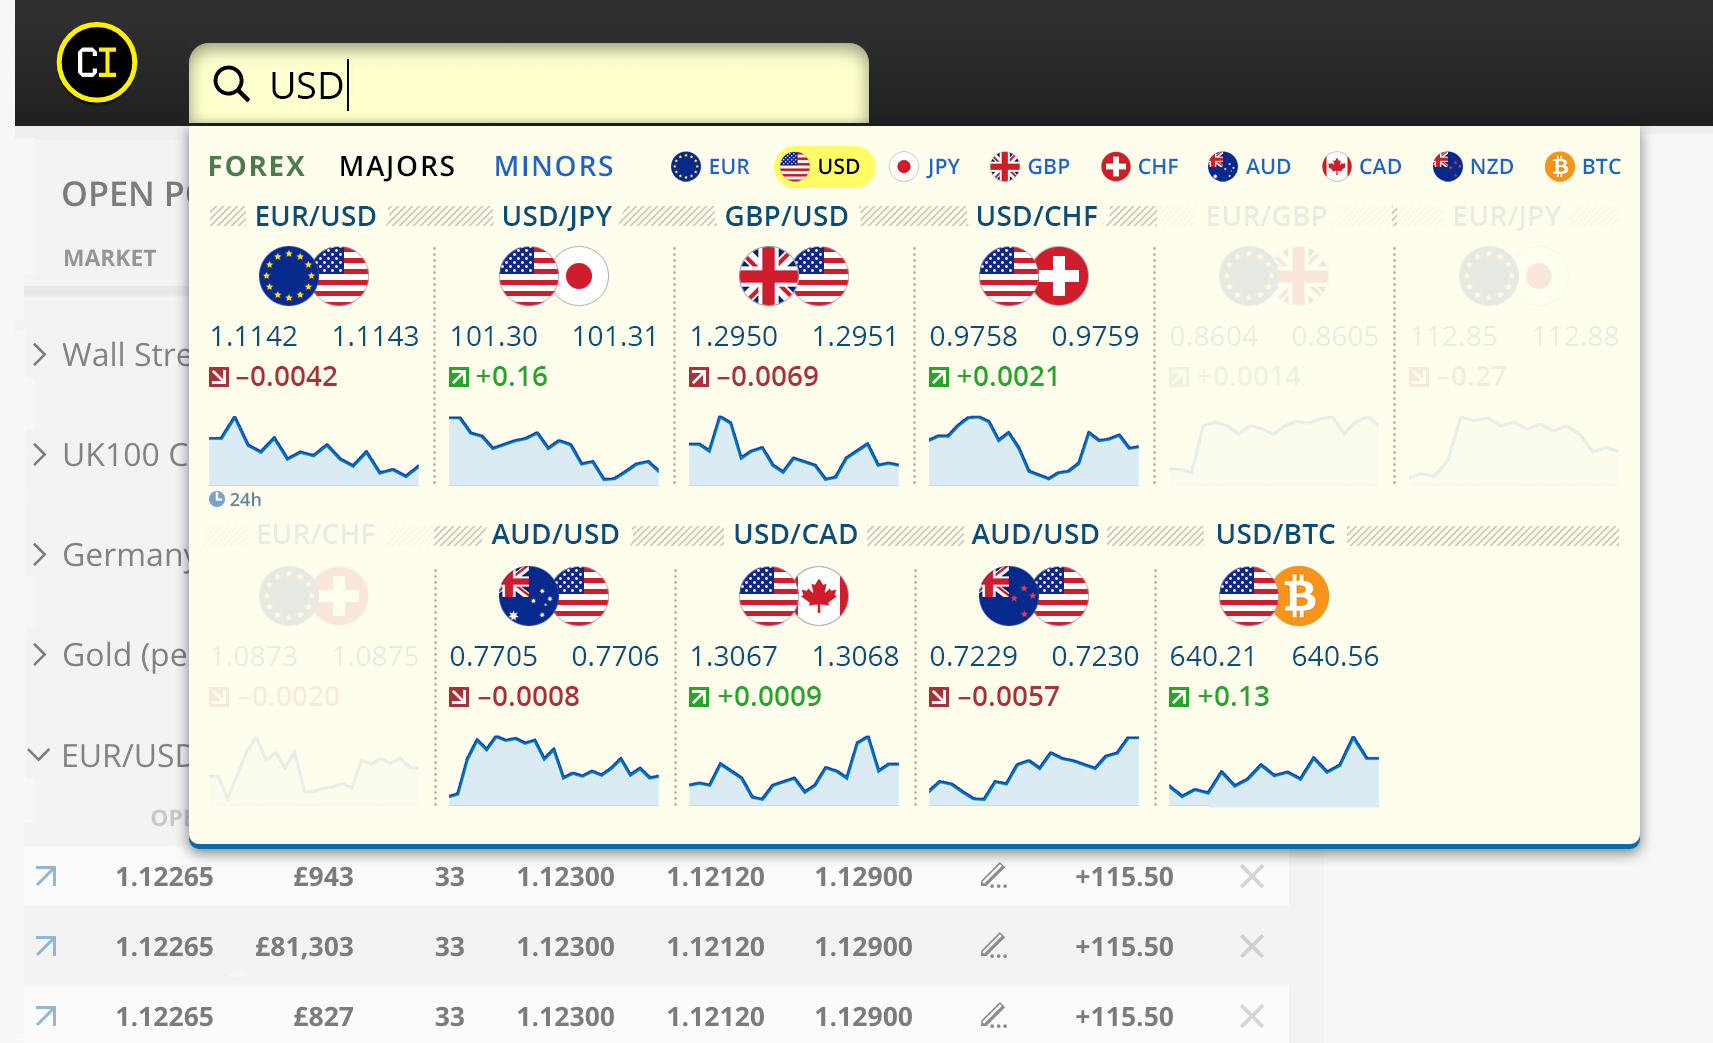 CI
USD
FOREX MAJORS MINORS EUR USD JPY GBP CHF AUD CAD NZD BTC
OPEN PO
MARKET
EUR/USD USD/JPY GBP/USD USD/CHF EUR/GBP EUR/JPY
1.1142 1.1143 101.30 101.31 1.2950 1.2951 0.9758 0.9759 0.8604 0.8605 112.85 112.88
–0.0042 +0.16 –0.0069 +0.0021 +0.0014 –0.27
Wall Stre
UK100 C
24h
EUR/CHF AUD/USD USD/CAD AUD/USD USD/BTC
Germany
1.0873 1.0875 0.7705 0.7706 1.3067 1.3068 0.7229 0.7230 640.21 640.56
Gold (pe
–0.0020 –0.0008 +0.0009 –0.0057 +0.13
EUR/USD
OPE
1.12265 £943 33 1.12300 1.12120 1.12900 +115.50
1.12265 £81,303 33 1.12300 1.12120 1.12900 +115.50
1.12265 £827 33 1.12300 1.12120 1.12900 +115.50